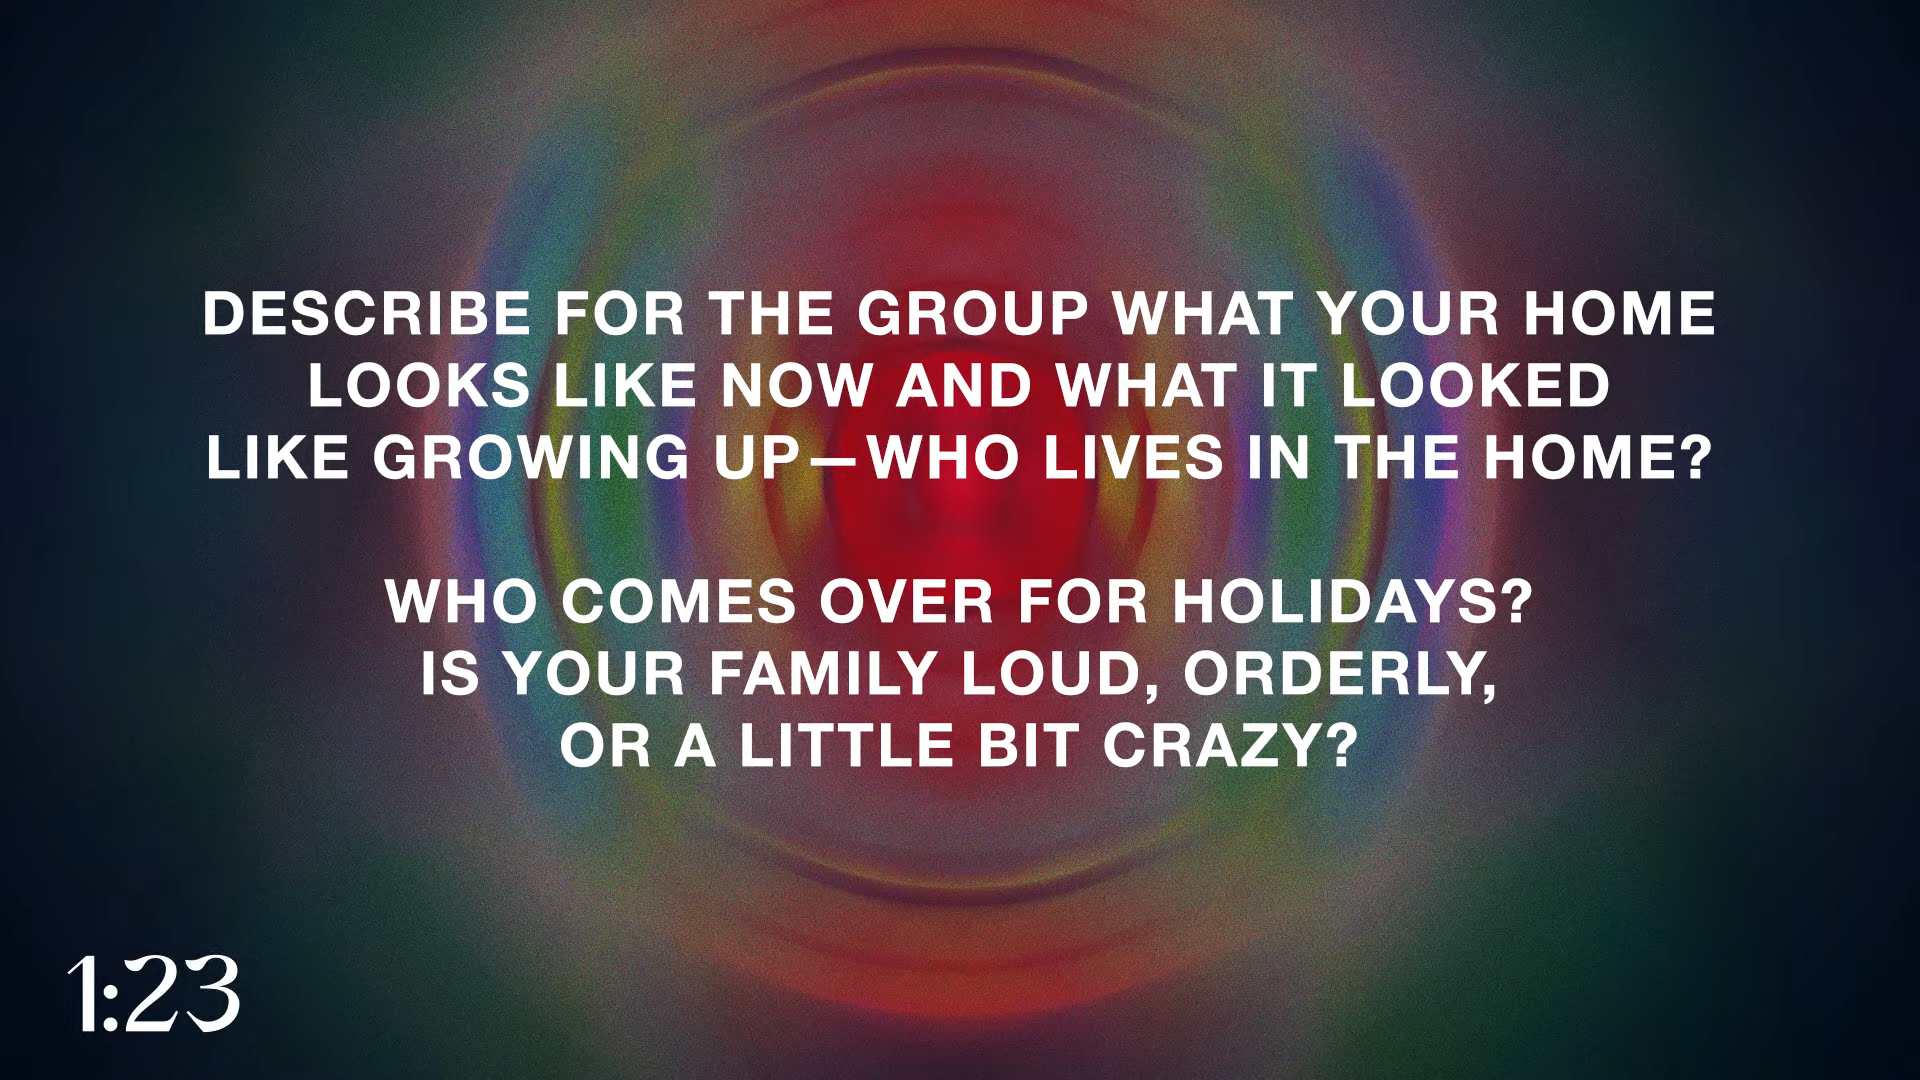 DESCRIBE FOR THE GROUP WHAT YOUR HOME
LOOKS LIKE NOW AND WHAT IT LOOKED
LIKE GROWING UP—WHO LIVES IN THE HOME?
WHO COMES OVER FOR HOLIDAYS?
IS YOUR FAMILY LOUD, ORDERLY,
OR A LITTLE BIT CRAZY?
1:23